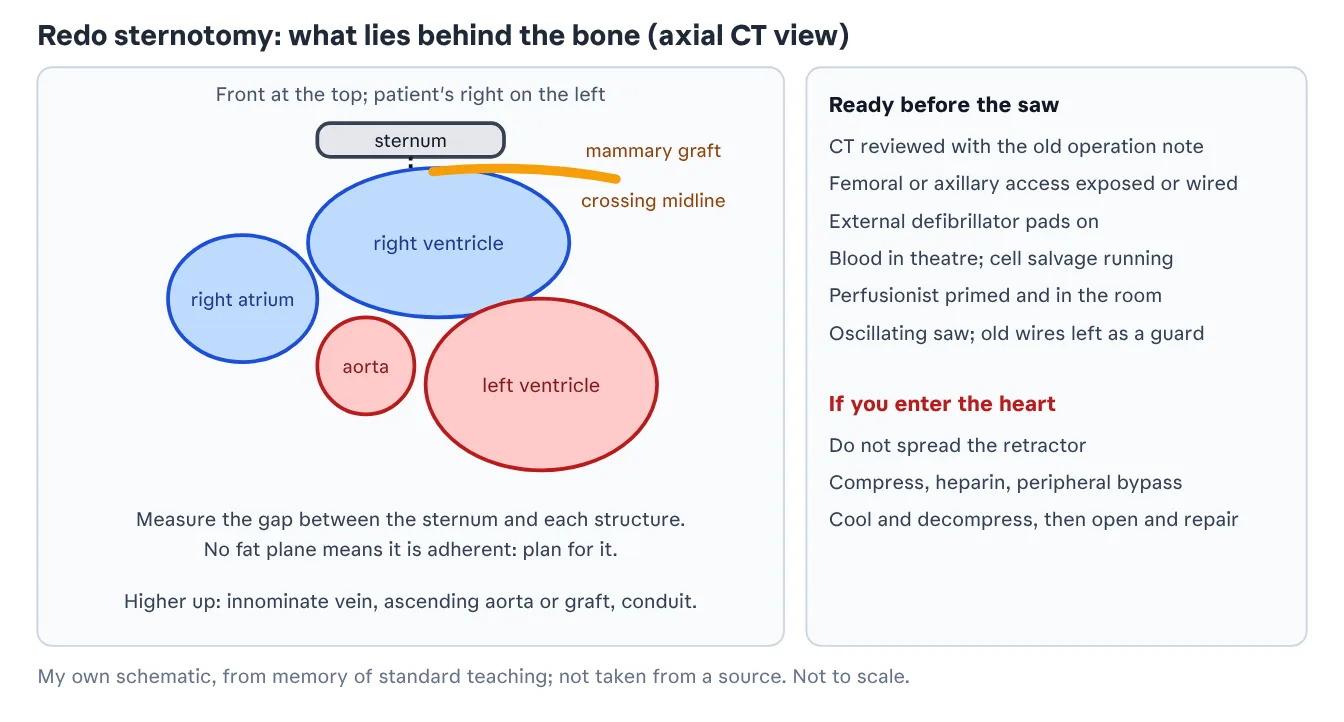 Redo sternotomy: what lies behind the bone (axial CT view)
Front at the top; patient's right on the left
sternum
mammary graft
crossing midline
right ventricle
right atrium
aorta
left ventricle
Measure the gap between the sternum and each structure.
No fat plane means it is adherent: plan for it.
Higher up: innominate vein, ascending aorta or graft, conduit.
Ready before the saw
CT reviewed with the old operation note
Femoral or axillary access exposed or wired
External defibrillator pads on
Blood in theatre; cell salvage running
Perfusionist primed and in the room
Oscillating saw; old wires left as a guard
If you enter the heart
Do not spread the retractor
Compress, heparin, peripheral bypass
Cool and decompress, then open and repair
My own schematic, from memory of standard teaching; not taken from a source. Not to scale.